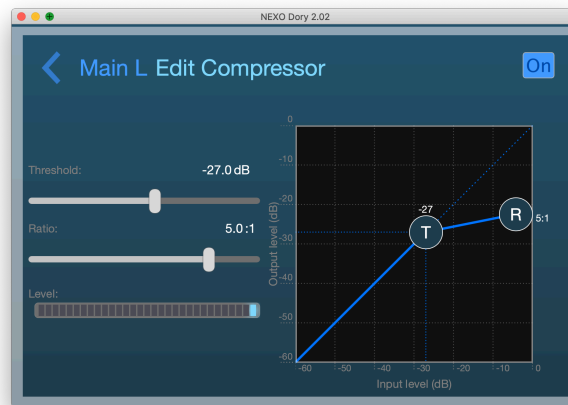 NEXO Dory 2.02
Main L Edit Compressor
On
Threshold: -27.0 dB
Ratio: 5.0:1
Level:
Output level (dB)
0
-10
-20
-30
-40
-50
-60
-27
T
R
5:1
-60 -50 -40 -30 -20 -10 0
Input level (dB)